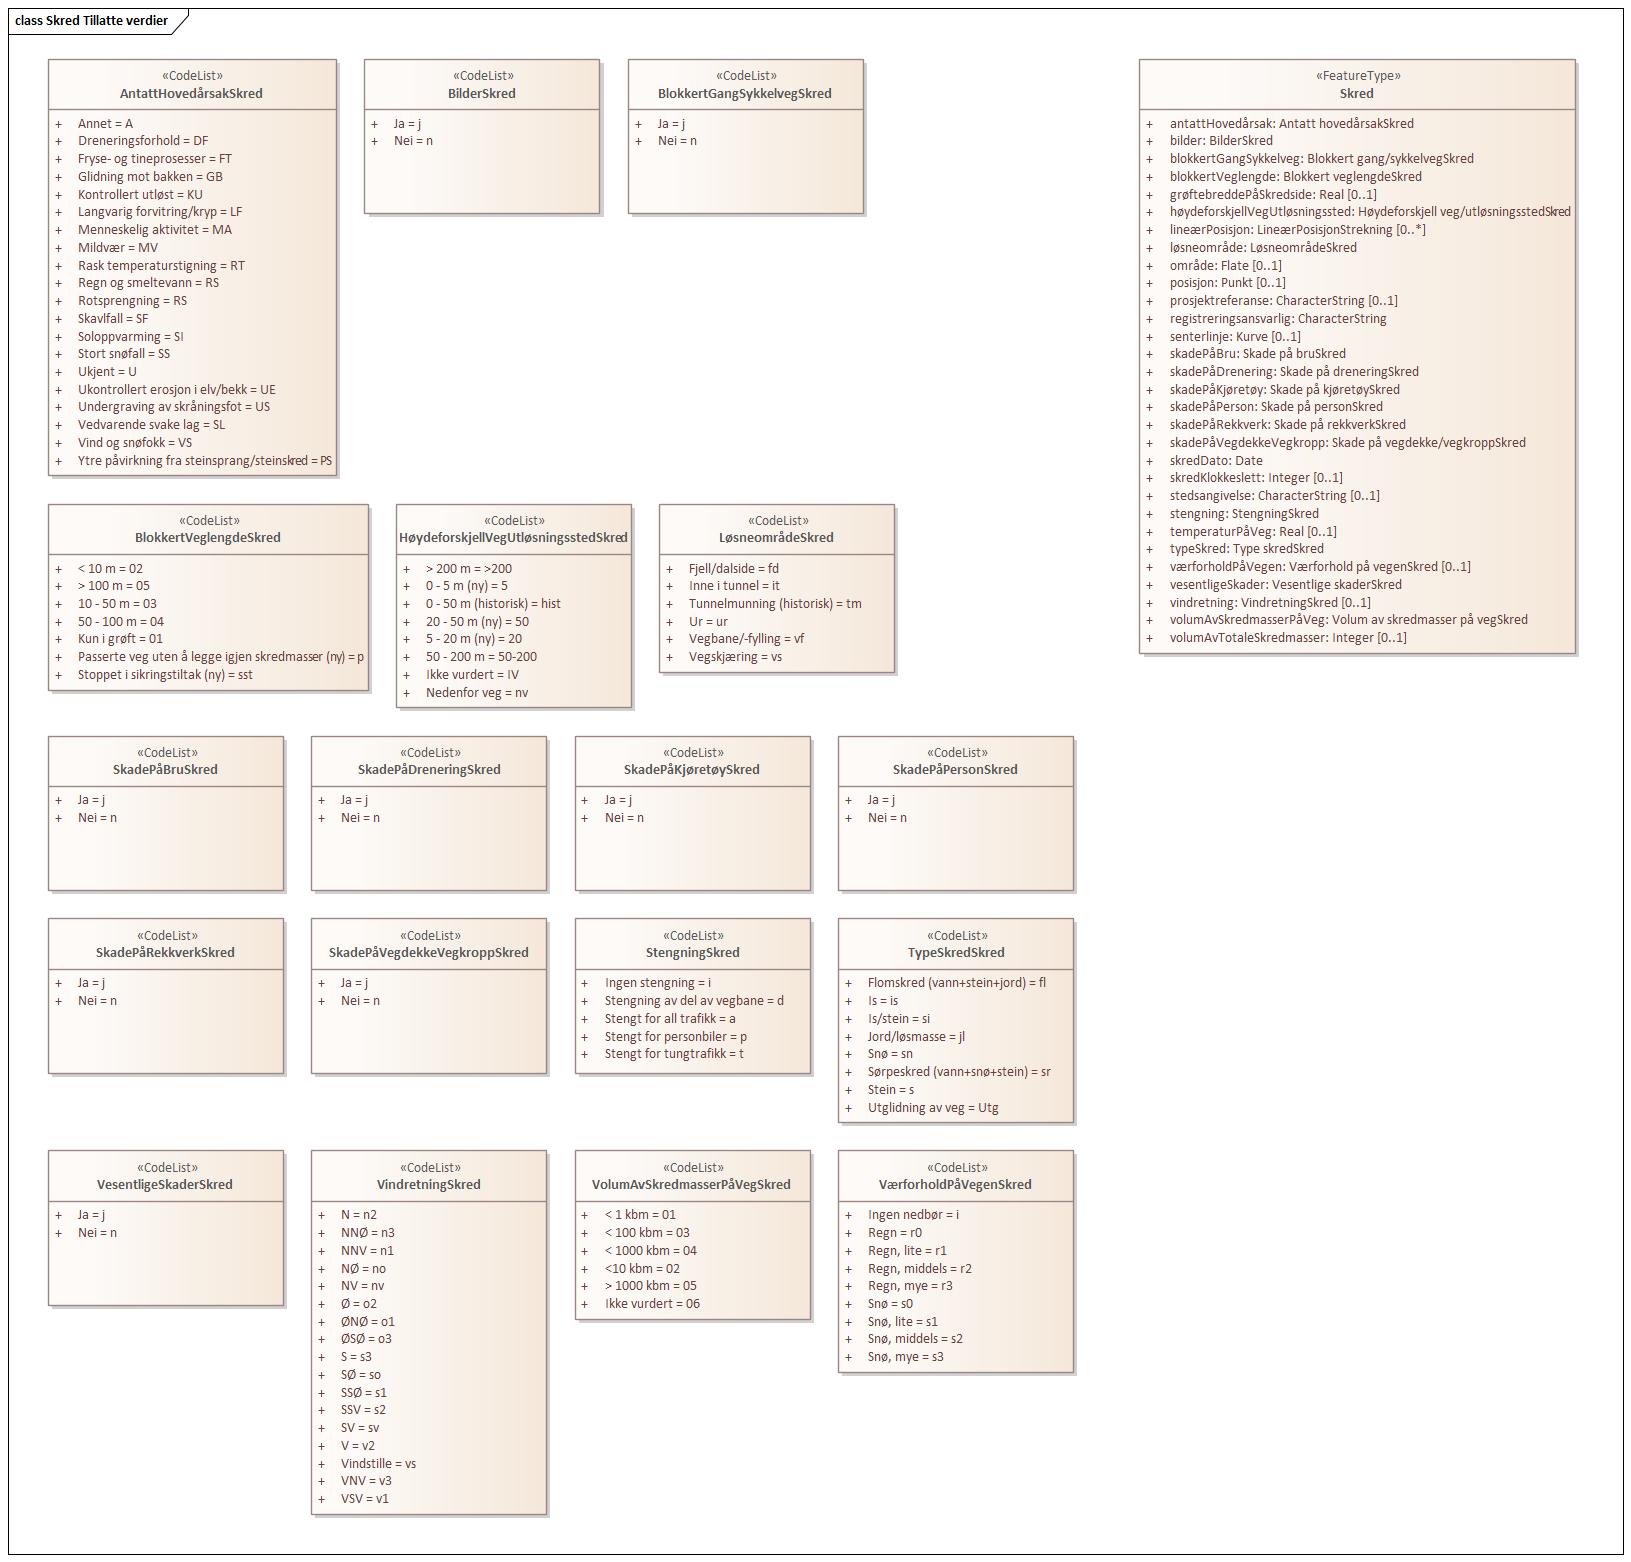 class Skred Tillatte verdier
«CodeList»
AntattHovedårsakSkred
+ Annet = A
+ Dreneringsforhold = DF
+ Fryse- og tineprosesser = FT
+ Glidning mot bakken = GB
+ Kontrollert utløst = KU
+ Langvarig forvitring/kryp = LF
+ Menneskelig aktivitet = MA
+ Mildvær = MV
+ Rask temperaturstigning = RT
+ Regn og smeltevann = RS
+ Rotsprengning = RS
+ Skavlfall = SF
+ Soloppvarming = SI
+ Stort snøfall = SS
+ Ukjent = U
+ Ukontrollert erosjon i elv/bekk = UE
+ Undergraving av skråningsfot = US
+ Vedvarende svake lag = SL
+ Vind og snøfokk = VS
+ Ytre påvirkning fra steinsprang/steinskred = PS
«CodeList»
BilderSkred
+ Ja = j
+ Nei = n
«CodeList»
BlokkertGangSykkelvegSkred
+ Ja = j
+ Nei = n
«FeatureType»
Skred
+ antattHovedårsak: Antatt hovedårsakSkred
+ bilder: BilderSkred
+ blokkertGangSykkelveg: Blokkert gang/sykkelvegSkred
+ blokkertVeglengde: Blokkert veglengdeSkred
+ grøftebreddePåSkredside: Real [0..1]
+ høydeforskjellVegUtløsningssted: Høydeforskjell veg/utløsningsstedSkred
+ lineærPosisjon: LineærPosisjonStrekning [0..*]
+ løsneområde: LøsneområdeSkred
+ område: Flate [0..1]
+ posisjon: Punkt [0..1]
+ prosjektreferanse: CharacterString [0..1]
+ registreringsansvarlig: CharacterString
+ senterlinje: Kurve [0..1]
+ skadePåBru: Skade på bruSkred
+ skadePåDrenering: Skade på dreneringSkred
+ skadePåKjøretøy: Skade på kjøretøySkred
+ skadePåPerson: Skade på personSkred
+ skadePåRekkverk: Skade på rekkverkSkred
+ skadePåVegdekkeVegkropp: Skade på vegdekke/vegkroppSkred
+ skredDato: Date
+ skredKlokkeslett: Integer [0..1]
+ stedsangivelse: CharacterString [0..1]
+ stengning: StengningSkred
+ temperaturPåVeg: Real [0..1]
+ typeSkred: Type skredSkred
+ værforholdPåVegen: Værforhold på vegenSkred [0..1]
+ vesentligeSkader: Vesentlige skaderSkred
+ vindretning: VindretningSkred [0..1]
+ volumAvSkredmasserPåVeg: Volum av skredmasser på vegSkred
+ volumAvTotaleSkredmasser: Integer [0..1]
«CodeList»
BlokkertVeglengdeSkred
+ < 10 m = 02
+ > 100 m = 05
+ 10 - 50 m = 03
+ 50 - 100 m = 04
+ Kun i grøft = 01
+ Passerte veg uten å legge igjen skredmasser (ny) = p
+ Stoppet i sikringstiltak (ny) = sst
«CodeList»
HøydeforskjellVegUtløsningsstedSkred
+ > 200 m = >200
+ 0 - 5 m (ny) = 5
+ 0 - 50 m (historisk) = hist
+ 20 - 50 m (ny) = 50
+ 5 - 20 m (ny) = 20
+ 50 - 200 m = 50-200
+ Ikke vurdert = IV
+ Nedenfor veg = nv
«CodeList»
LøsneområdeSkred
+ Fjell/dalside = fd
+ Inne i tunnel = it
+ Tunnelmunning (historisk) = tm
+ Ur = ur
+ Vegbane/-fylling = vf
+ Vegskjæring = vs
«CodeList»
SkadePåBruSkred
+ Ja = j
+ Nei = n
«CodeList»
SkadePåDreneringSkred
+ Ja = j
+ Nei = n
«CodeList»
SkadePåKjøretøySkred
+ Ja = j
+ Nei = n
«CodeList»
SkadePåPersonSkred
+ Ja = j
+ Nei = n
«CodeList»
SkadePåRekkverkSkred
+ Ja = j
+ Nei = n
«CodeList»
SkadePåVegdekkeVegkroppSkred
+ Ja = j
+ Nei = n
«CodeList»
StengningSkred
+ Ingen stengning = i
+ Stengning av del av vegbane = d
+ Stengt for all trafikk = a
+ Stengt for personbiler = p
+ Stengt for tungtrafikk = t
«CodeList»
TypeSkredSkred
+ Flomskred (vann+stein+jord) = fl
+ Is = is
+ Is/stein = si
+ Jord/løsmasse = jl
+ Snø = sn
+ Sørpeskred (vann+snø+stein) = sr
+ Stein = s
+ Utglidning av veg = Utg
«CodeList»
VesentligeSkaderSkred
+ Ja = j
+ Nei = n
«CodeList»
VindretningSkred
+ N = n2
+ NNØ = n3
+ NNV = n1
+ NØ = no
+ NV = nv
+ Ø = o2
+ ØNØ = o1
+ ØSØ = o3
+ S = s3
+ SØ = so
+ SSØ = s1
+ SSV = s2
+ SV = sv
+ V = v2
+ Vindstille = vs
+ VNV = v3
+ VSV = v1
«CodeList»
VolumAvSkredmasserPåVegSkred
+ < 1 kbm = 01
+ < 100 kbm = 03
+ < 1000 kbm = 04
+ <10 kbm = 02
+ > 1000 kbm = 05
+ Ikke vurdert = 06
«CodeList»
VærforholdPåVegenSkred
+ Ingen nedbør = i
+ Regn = r0
+ Regn, lite = r1
+ Regn, middels = r2
+ Regn, mye = r3
+ Snø = s0
+ Snø, lite = s1
+ Snø, middels = s2
+ Snø, mye = s3